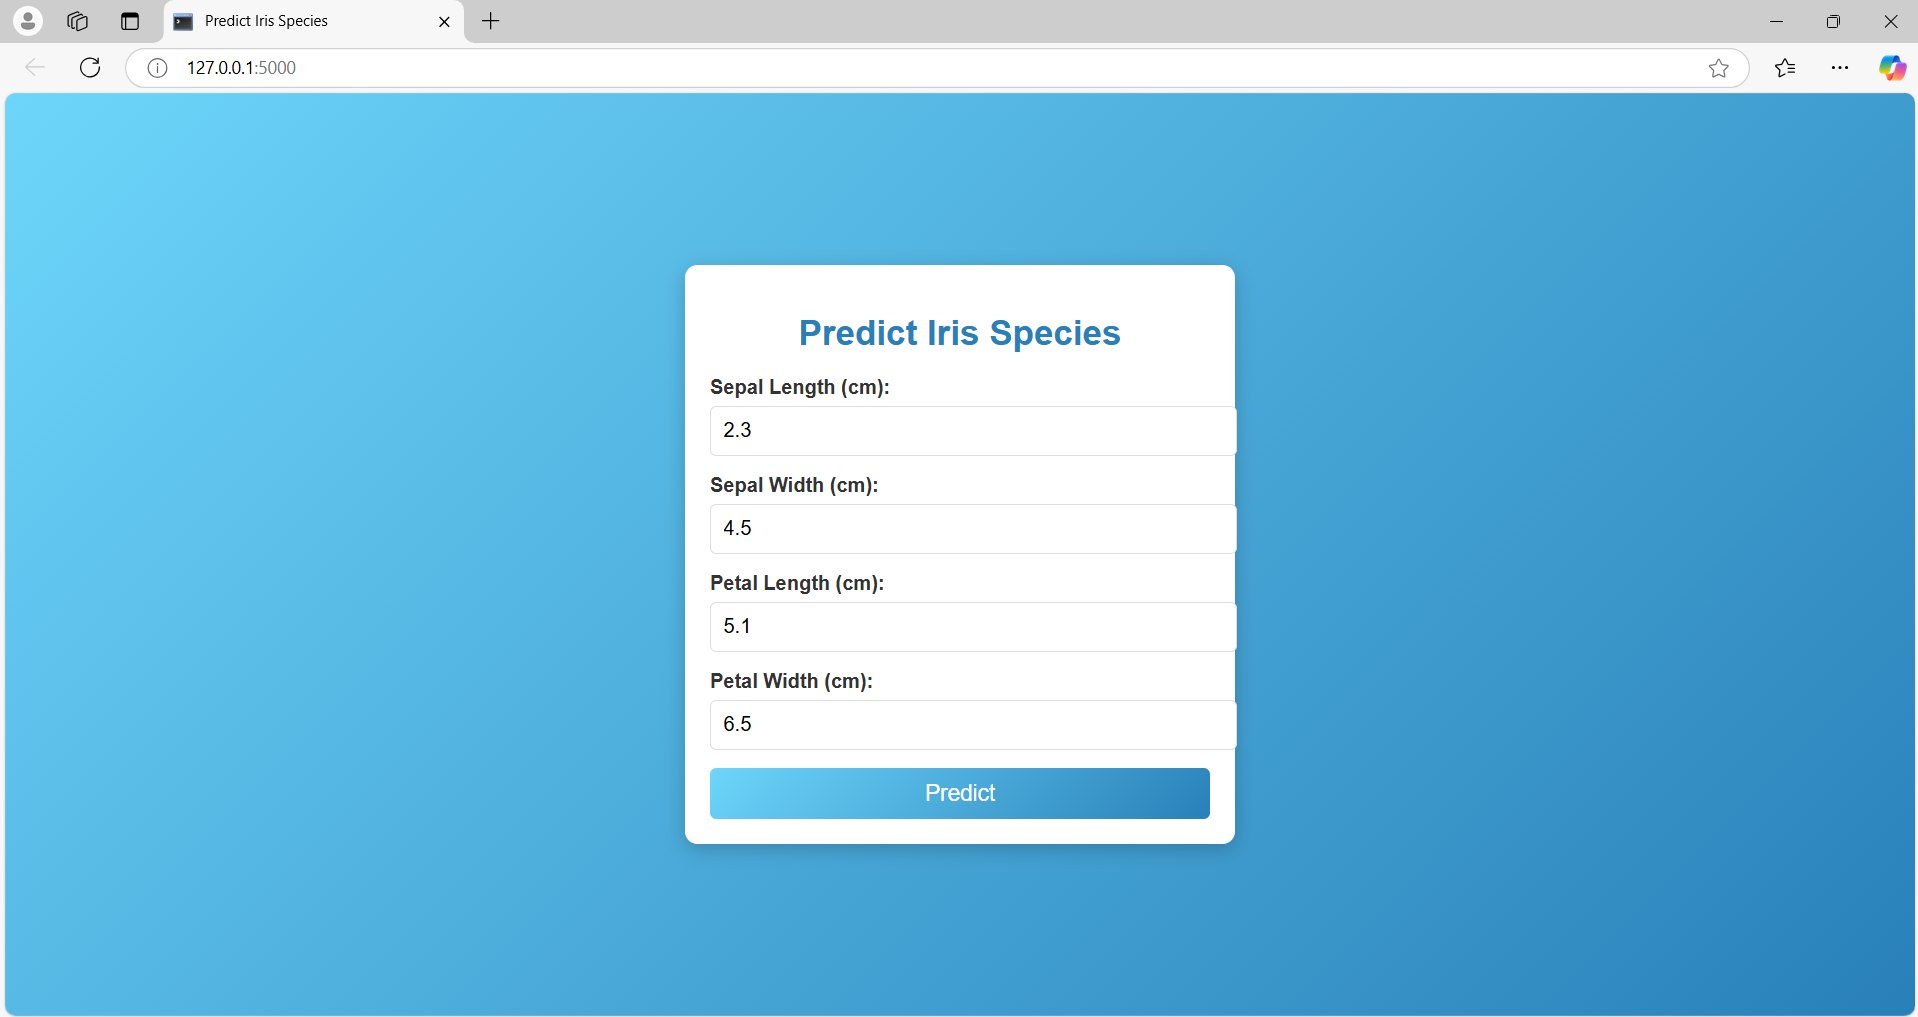 Predict Iris Species
127.0.0.1:5000
Predict Iris Species
Sepal Length (cm):
2.3
Sepal Width (cm):
4.5
Petal Length (cm):
5.1
Petal Width (cm):
6.5
Predict